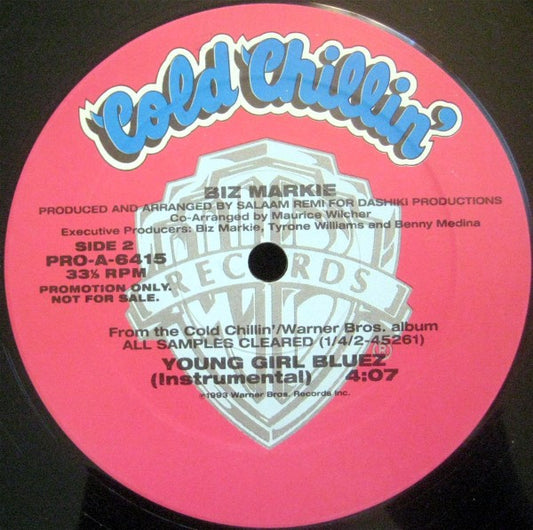 Cold Chillin'
BIZ MARKIE
PRODUCED AND ARRANGED BY SALAAM REMI FOR DASHIKI PRODUCTIONS
Co-Arranged by Maurice Wilcher
Executive Producers: Biz Markie, Tyrone Williams and Benny Medina
SIDE 2
PRO-A-6415
33⅓ RPM
PROMOTION ONLY.
NOT FOR SALE.
RECORDS
From the Cold Chillin'/Warner Bros. album
ALL SAMPLES CLEARED (1/4/2-45261)
®
YOUNG GIRL BLUEZ
(Instrumental) 4:07
℗1993 Warner Bros. Records Inc.